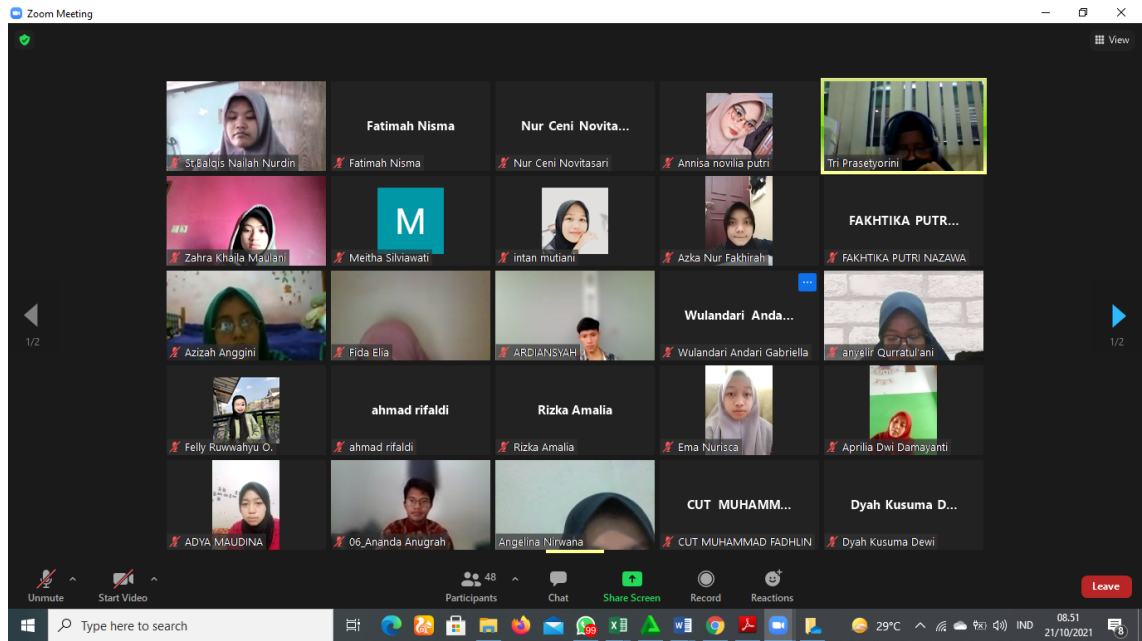 Zoom Meeting
View
St.Balqis Nailah Nurdin
Fatimah Nisma
Fatimah Nisma
Nur Ceni Novita...
Nur Ceni Novitasari
Annisa novilia putri
Tri Prasetyorini
Zahra Khaila Maulani
M
Meitha Silviawati
intan mutiani
Azka Nur Fakhirah
FAKHTIKA PUTR...
FAKHTIKA PUTRI NAZAWA
1/2
Azizah Anggini
Fida Elia
ARDIANSYAH
Wulandari Anda...
Wulandari Andari Gabriella
anyelir Qurratul'ani
1/2
Felly Ruwwahyu O.
ahmad rifaldi
ahmad rifaldi
Rizka Amalia
Rizka Amalia
Ema Nurisca
Aprilia Dwi Damayanti
ADYA MAUDINA
06_Ananda Anugrah
Angelina Nirwana
CUT MUHAMM...
CUT MUHAMMAD FADHLIN
Dyah Kusuma D...
Dyah Kusuma Dewi
Unmute
Start Video
48
Participants
Chat
Share Screen
Record
Reactions
Leave
Type here to search
99
29°C
IND
08.51
21/10/2021
8